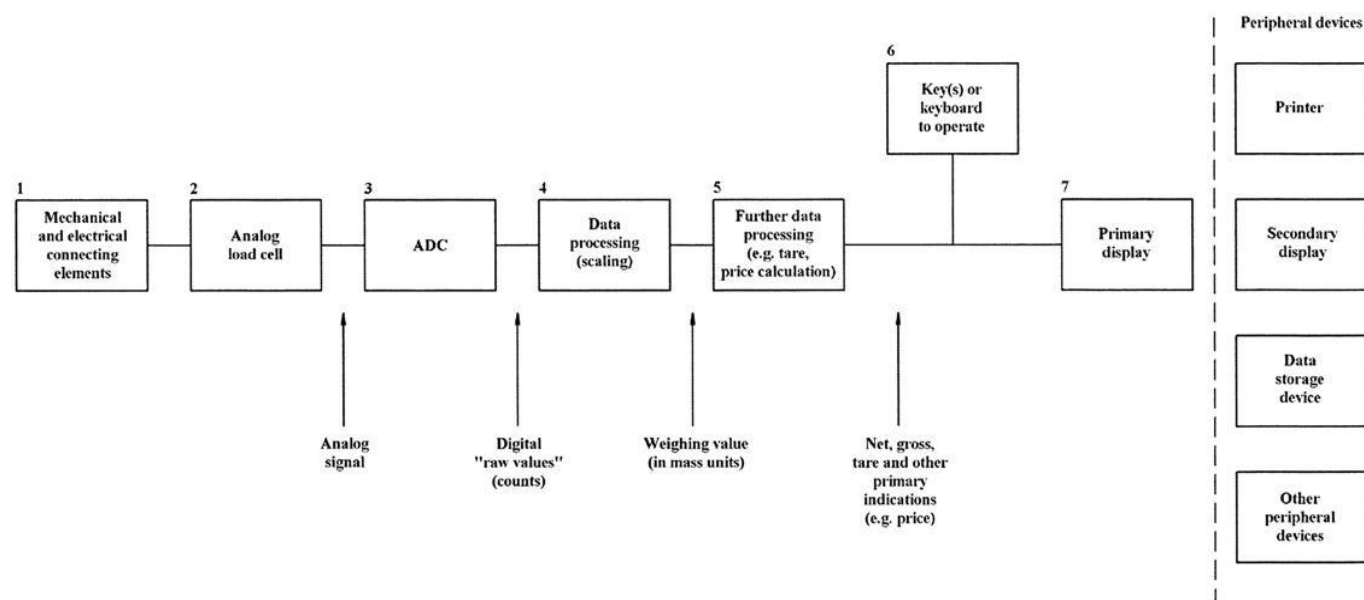 Peripheral devices
6
Key(s) or
keyboard
to operate
Printer
1
Mechanical
and electrical
connecting
elements
2
Analog
load cell
3
ADC
4
Data
processing
(scaling)
5
Further data
processing
(e.g. tare,
price calculation)
7
Primary
display
Secondary
display
Data
storage
device
Other
peripheral
devices
Analog
signal
Digital
"raw values"
(counts)
Weighing value
(in mass units)
Net, gross,
tare and other
primary
indications
(e.g. price)